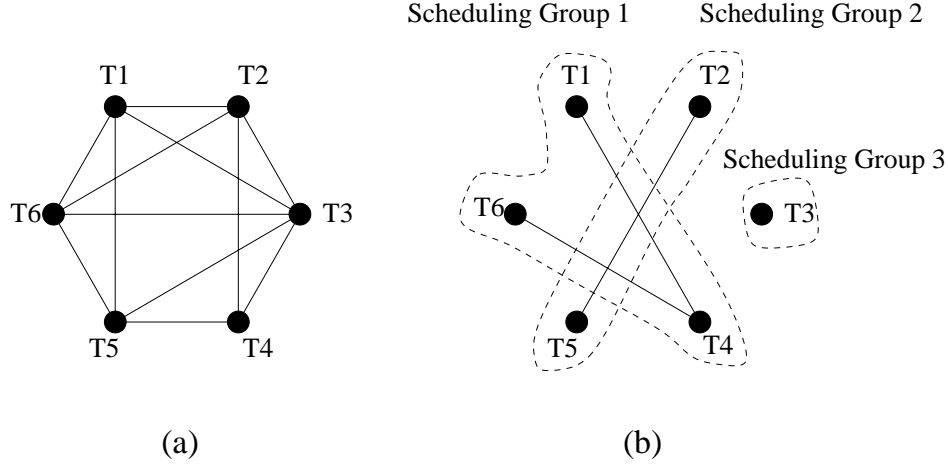 Scheduling Group 1
Scheduling Group 2
T1
T2
T6
T3
T5
T4
T1
T2
Scheduling Group 3
T6
T3
T5
T4
(a)
(b)